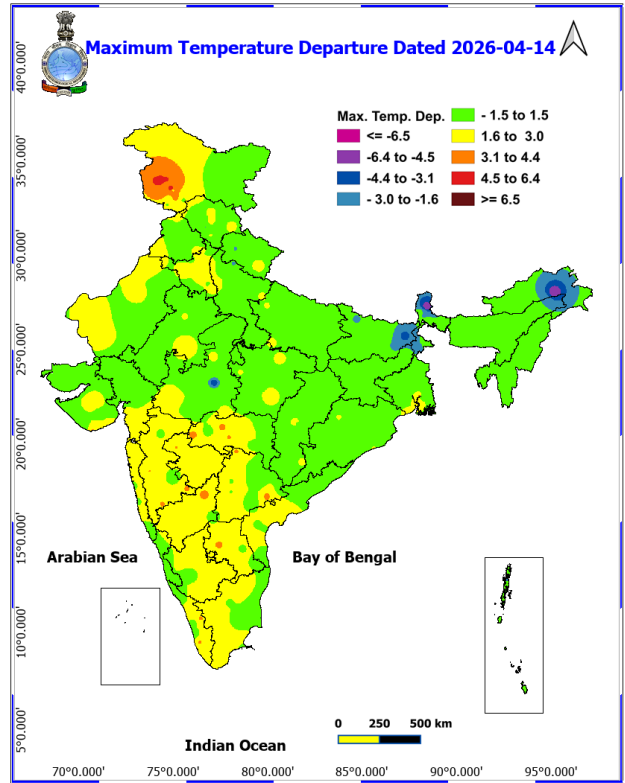 Maximum Temperature Departure Dated 2026-04-14
Max. Temp. Dep.
<= -6.5
-6.4 to -4.5
-4.4 to -3.1
- 3.0 to -1.6
- 1.5 to 1.5
1.6 to 3.0
3.1 to 4.4
4.5 to 6.4
>= 6.5
40°0.000'
35°0.000'
30°0.000'
25°0.000'
20°0.000'
15°0.000'
10°0.000'
5°0.000'
Arabian Sea
Bay of Bengal
Indian Ocean
0 250 500 km
70°0.000' 75°0.000' 80°0.000' 85°0.000' 90°0.000' 95°0.000'